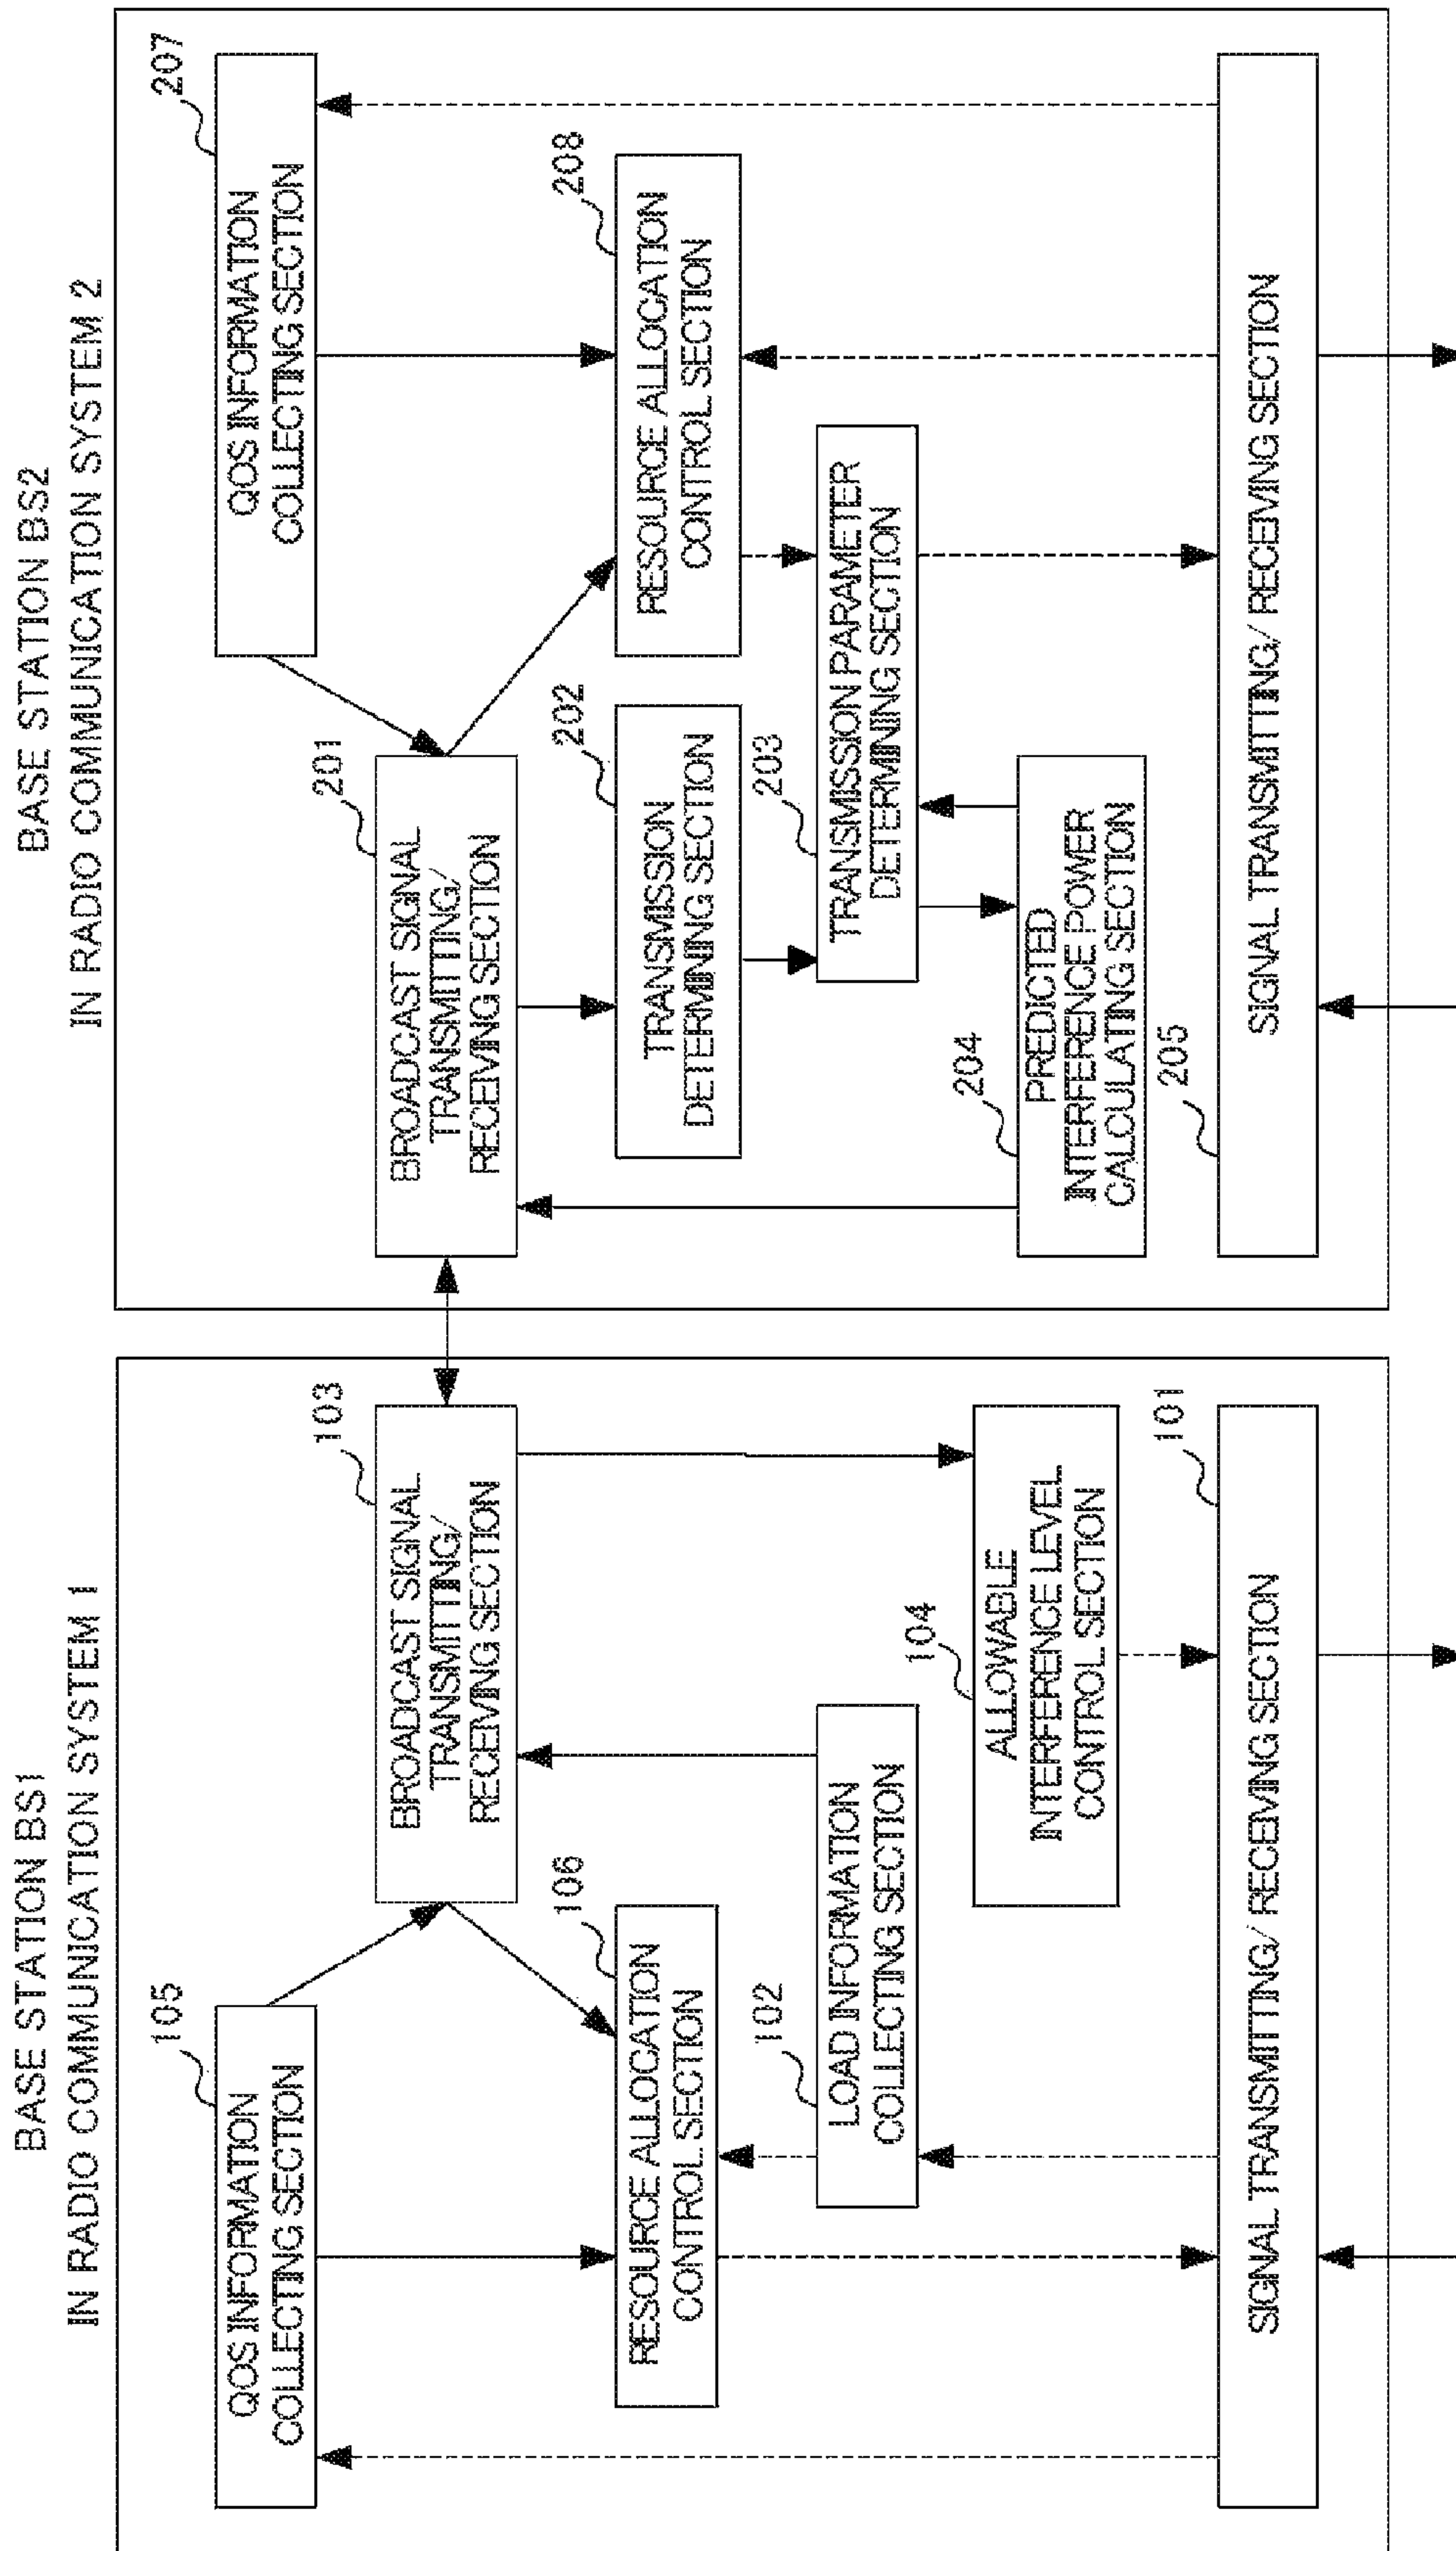 BASE STATION BS1
IN RADIO COMMUNICATION SYSTEM 1
105
QOS INFORMATION
COLLECTING SECTION
103
BROADCAST SIGNAL
TRANSMITTING/
RECEIVING SECTION
106
RESOURCE ALLOCATION
CONTROL SECTION
102
LOAD INFORMATION
COLLECTING SECTION
104
ALLOWABLE
INTERFERENCE LEVEL
CONTROL SECTION
101
SIGNAL TRANSMITTING/ RECEIVING SECTION
BASE STATION BS2
IN RADIO COMMUNICATION SYSTEM 2
207
QOS INFORMATION
COLLECTING SECTION
201
BROADCAST SIGNAL
TRANSMITTING/
RECEIVING SECTION
202
TRANSMISSION
DETERMINING SECTION
208
RESOURCE ALLOCATION
CONTROL SECTION
203
TRANSMISSION PARAMETER
DETERMINING SECTION
204
PREDICTED
INTERFERENCE POWER
CALCULATING SECTION
205
SIGNAL TRANSMITTING/ RECEIVING SECTION